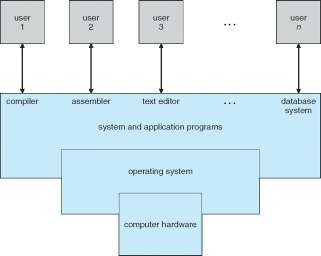 user user user ... user
1 2 3 n
compiler assembler text editor ... database
system
system and application programs
operating system
computer hardware